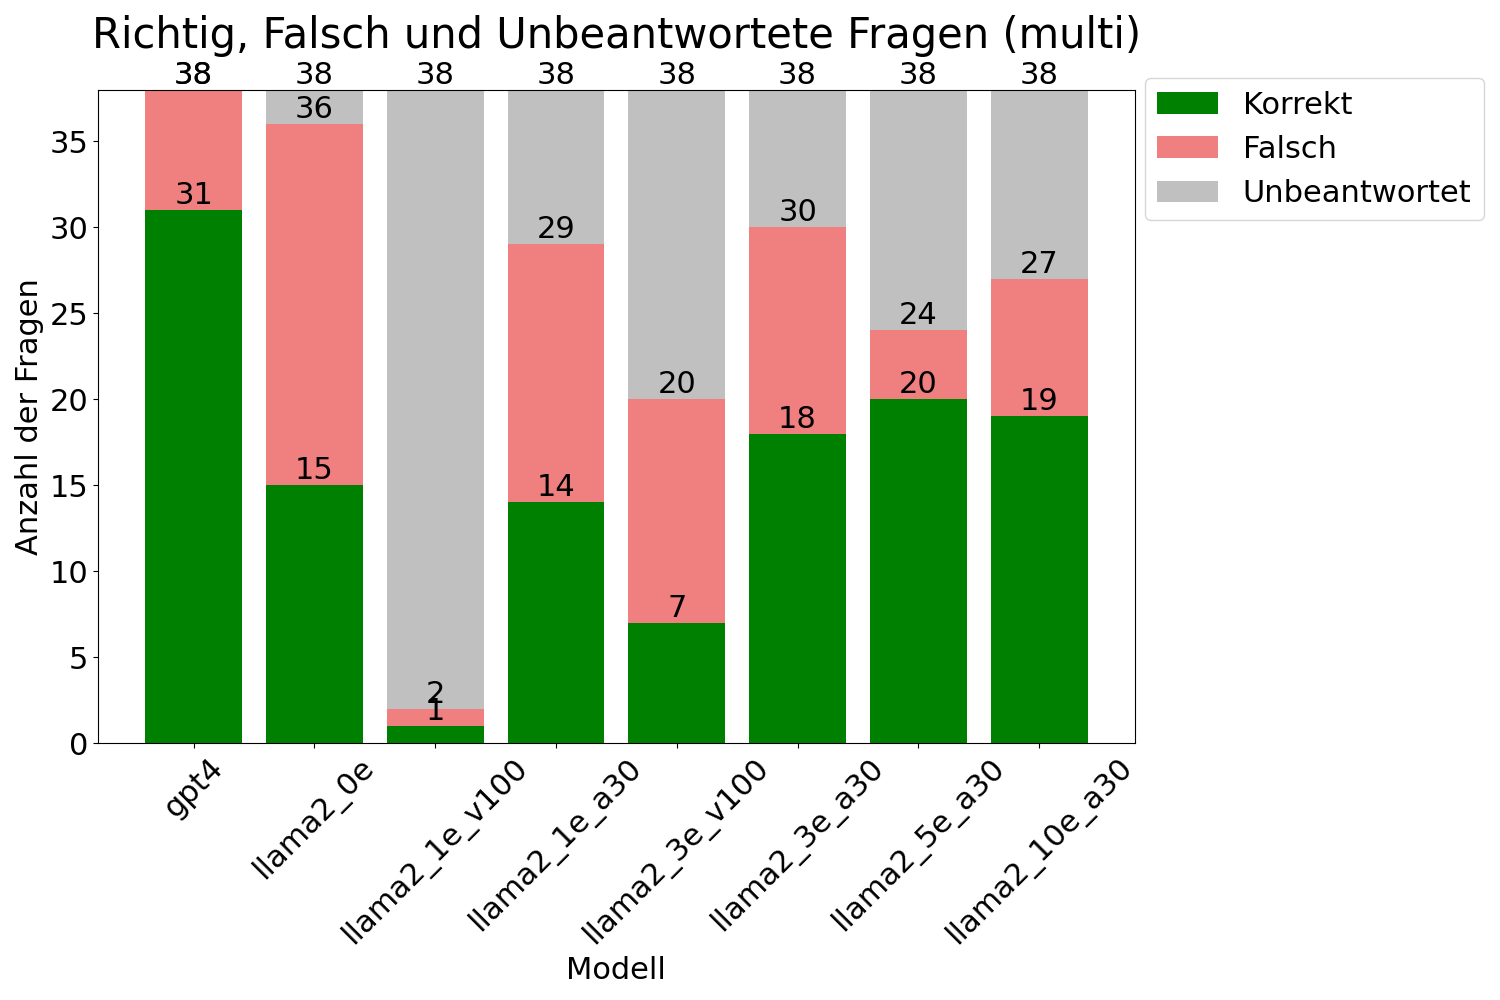 Richtig, Falsch und Unbeantwortete Fragen (multi)
38 38 38 38 38 38 38 38
Korrekt
Falsch
Unbeantwortet
36
31
29
30
27
24
20
20
19
18
15
14
7
2
1
35
30
25
20
15
10
5
0
Anzahl der Fragen
gpt4
llama2_0e
llama2_1e_v100
llama2_1e_a30
llama2_3e_v100
llama2_3e_a30
llama2_5e_a30
llama2_10e_a30
Modell